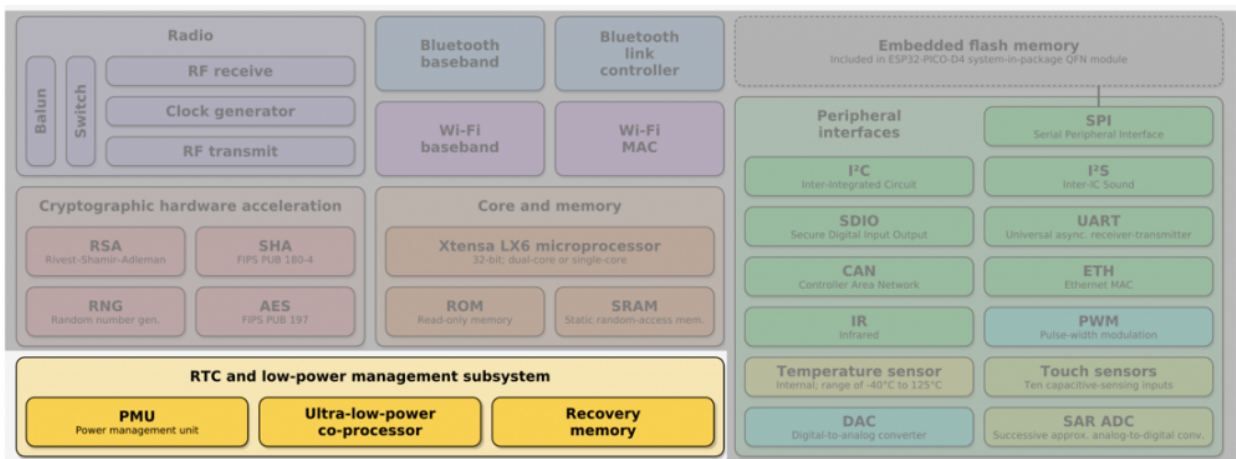 Radio
Balun
Switch
RF receive
Clock generator
RF transmit
Bluetooth
baseband
Bluetooth
link
controller
Wi-Fi
baseband
Wi-Fi
MAC
Embedded flash memory
Included in ESP32-PICO-D4 system-in-package QFN module
Peripheral
interfaces
SPI
Serial Peripheral Interface
I²C
Inter-Integrated Circuit
I²S
Inter-IC Sound
SDIO
Secure Digital Input Output
UART
Universal async. receiver-transmitter
CAN
Controller Area Network
ETH
Ethernet MAC
IR
Infrared
PWM
Pulse-width modulation
Temperature sensor
Internal; range of -40°C to 125°C
Touch sensors
Ten capacitive-sensing inputs
DAC
Digital-to-analog converter
SAR ADC
Successive approx. analog-to-digital conv.
Cryptographic hardware acceleration
RSA
Rivest–Shamir–Adleman
SHA
FIPS PUB 180-4
RNG
Random number gen.
AES
FIPS PUB 197
Core and memory
Xtensa LX6 microprocessor
32-bit; dual-core or single-core
ROM
Read-only memory
SRAM
Static random-access mem.
RTC and low-power management subsystem
PMU
Power management unit
Ultra-low-power
co-processor
Recovery
memory